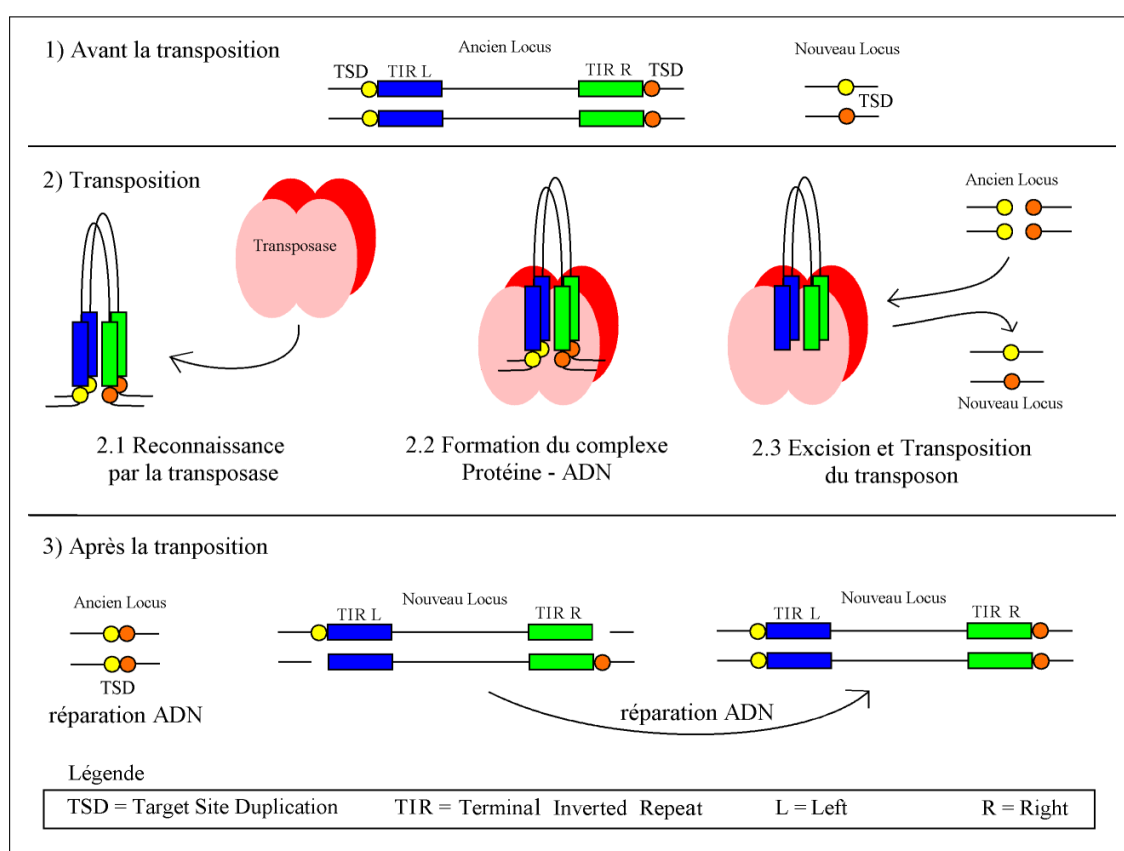 1) Avant la transposition
Ancien Locus
Nouveau Locus
TSD
TIR L
TIR R
TSD
TSD
2) Transposition
Transposase
Ancien Locus
Nouveau Locus
2.1 Reconnaissance
par la transposase
2.2 Formation du complexe
Protéine - ADN
2.3 Excision et Transposition
du transposon
3) Après la tranposition
Ancien Locus
TSD
réparation ADN
Nouveau Locus
TIR L
TIR R
réparation ADN
Nouveau Locus
TIR L
TIR R
Légende
TSD = Target Site Duplication
TIR = Terminal Inverted Repeat
L = Left
R = Right